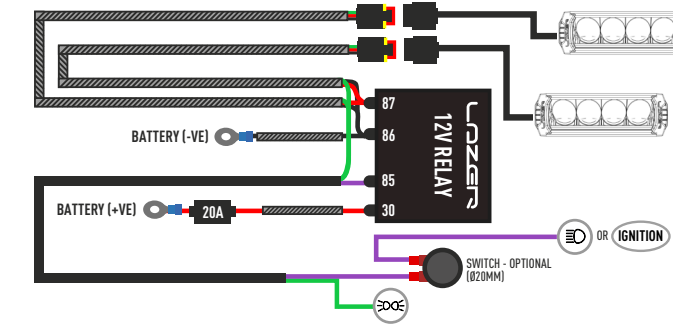 87
BATTERY (-VE)
86
LAZER
12V RELAY
85
BATTERY (+VE)
20A
30
OR
IGNITION
SWITCH - OPTIONAL
(Ø20MM)